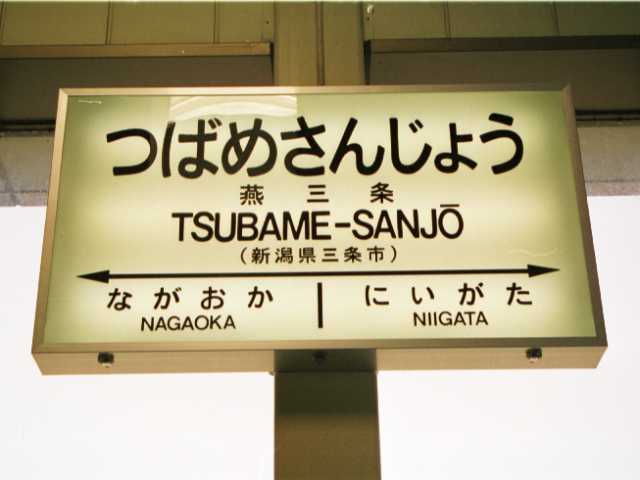 つばめさんじょう
燕三条
TSUBAME-SANJŌ
(新潟県三条市)
ながおか にいがた
NAGAOKA NIIGATA